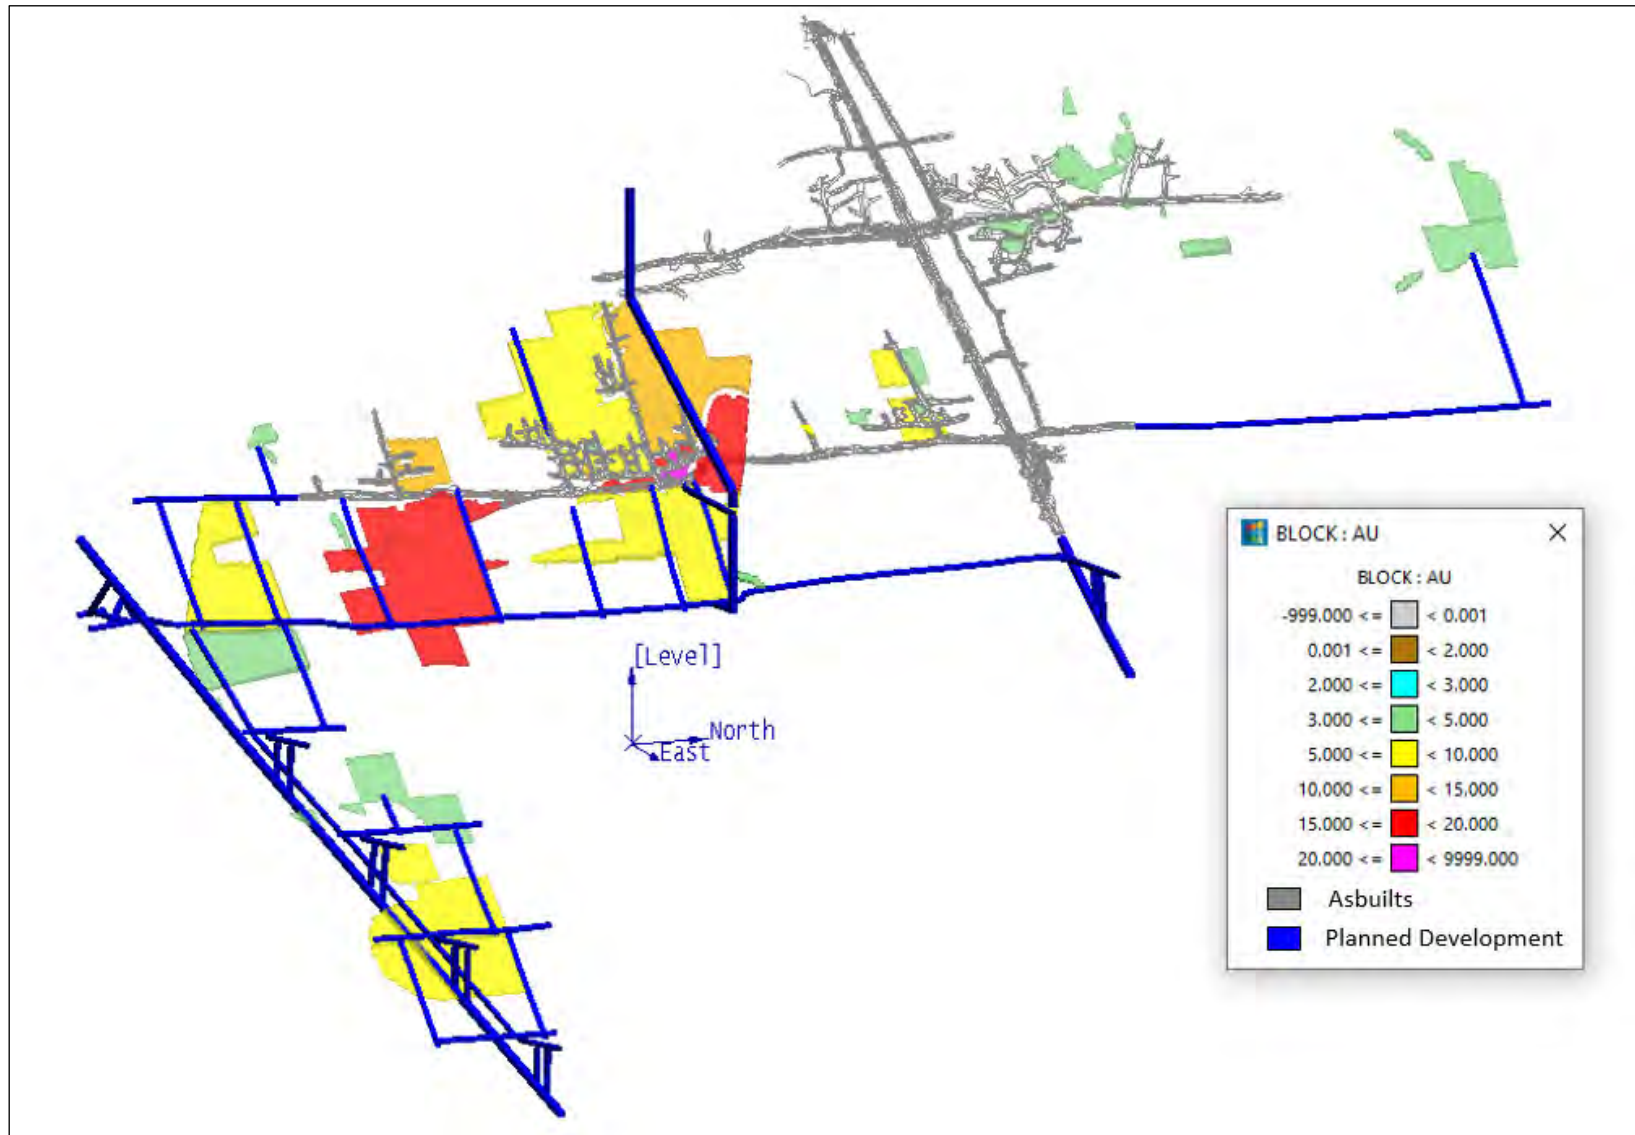 [Level]
North
East
BLOCK : AU
BLOCK : AU
-999.000 <= < 0.001
0.001 <= < 2.000
2.000 <= < 3.000
3.000 <= < 5.000
5.000 <= < 10.000
10.000 <= < 15.000
15.000 <= < 20.000
20.000 <= < 9999.000
Asbuilts
Planned Development